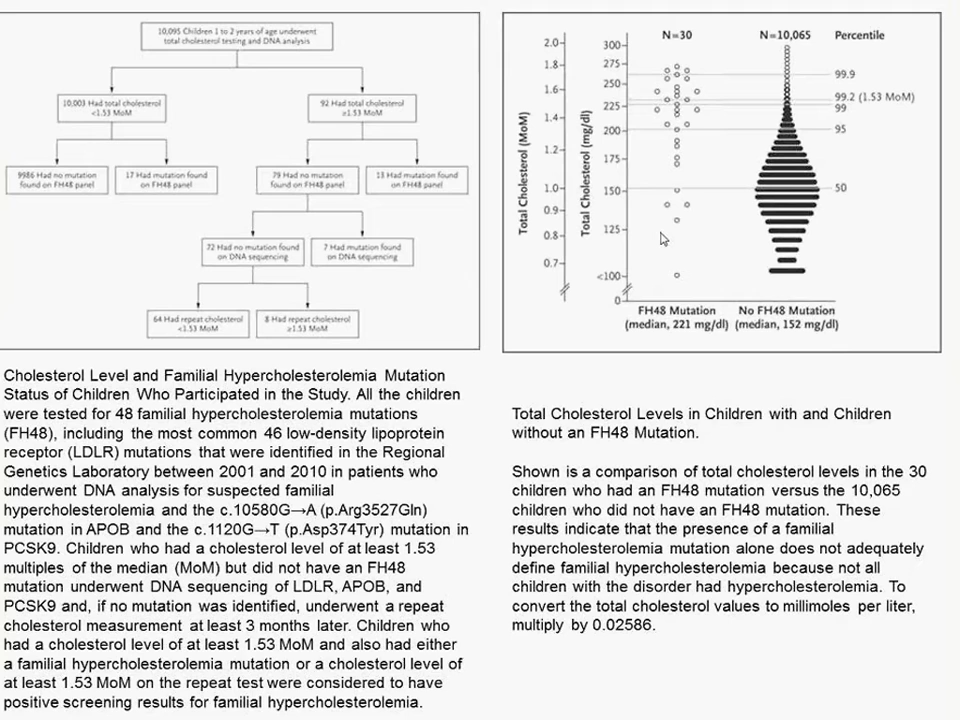 10,095 Children 1 to 2 years of age underwent
total cholesterol testing and DNA analysis
10,003 Had total cholesterol
<1.53 MoM
92 Had total cholesterol
≥1.53 MoM
9986 Had no mutation
found on FH48 panel
17 Had mutation found
on FH48 panel
79 Had no mutation
found on FH48 panel
13 Had mutation found
on FH48 panel
72 Had no mutation found
on DNA sequencing
7 Had mutation found
on DNA sequencing
64 Had repeat cholesterol
<1.53 MoM
8 Had repeat cholesterol
≥1.53 MoM
N=30
N=10,065
Percentile
Total Cholesterol (MoM)
2.0
1.8
1.6
1.4
1.2
1.0
0.9
0.8
0.7
Total Cholesterol (mg/dl)
300
275
250
225
200
175
150
125
<100
0
99.9
99.2 (1.53 MoM)
99
95
50
FH48 Mutation
(median, 221 mg/dl)
No FH48 Mutation
(median, 152 mg/dl)
Cholesterol Level and Familial Hypercholesterolemia Mutation
Status of Children Who Participated in the Study. All the children
were tested for 48 familial hypercholesterolemia mutations
(FH48), including the most common 46 low-density lipoprotein
receptor (LDLR) mutations that were identified in the Regional
Genetics Laboratory between 2001 and 2010 in patients who
underwent DNA analysis for suspected familial
hypercholesterolemia and the c.10580G→A (p.Arg3527Gln)
mutation in APOB and the c.1120G→T (p.Asp374Tyr) mutation in
PCSK9. Children who had a cholesterol level of at least 1.53
multiples of the median (MoM) but did not have an FH48
mutation underwent DNA sequencing of LDLR, APOB, and
PCSK9 and, if no mutation was identified, underwent a repeat
cholesterol measurement at least 3 months later. Children who
had a cholesterol level of at least 1.53 MoM and also had either
a familial hypercholesterolemia mutation or a cholesterol level of
at least 1.53 MoM on the repeat test were considered to have
positive screening results for familial hypercholesterolemia.
Total Cholesterol Levels in Children with and Children
without an FH48 Mutation.
Shown is a comparison of total cholesterol levels in the 30
children who had an FH48 mutation versus the 10,065
children who did not have an FH48 mutation. These
results indicate that the presence of a familial
hypercholesterolemia mutation alone does not adequately
define familial hypercholesterolemia because not all
children with the disorder had hypercholesterolemia. To
convert the total cholesterol values to millimoles per liter,
multiply by 0.02586.